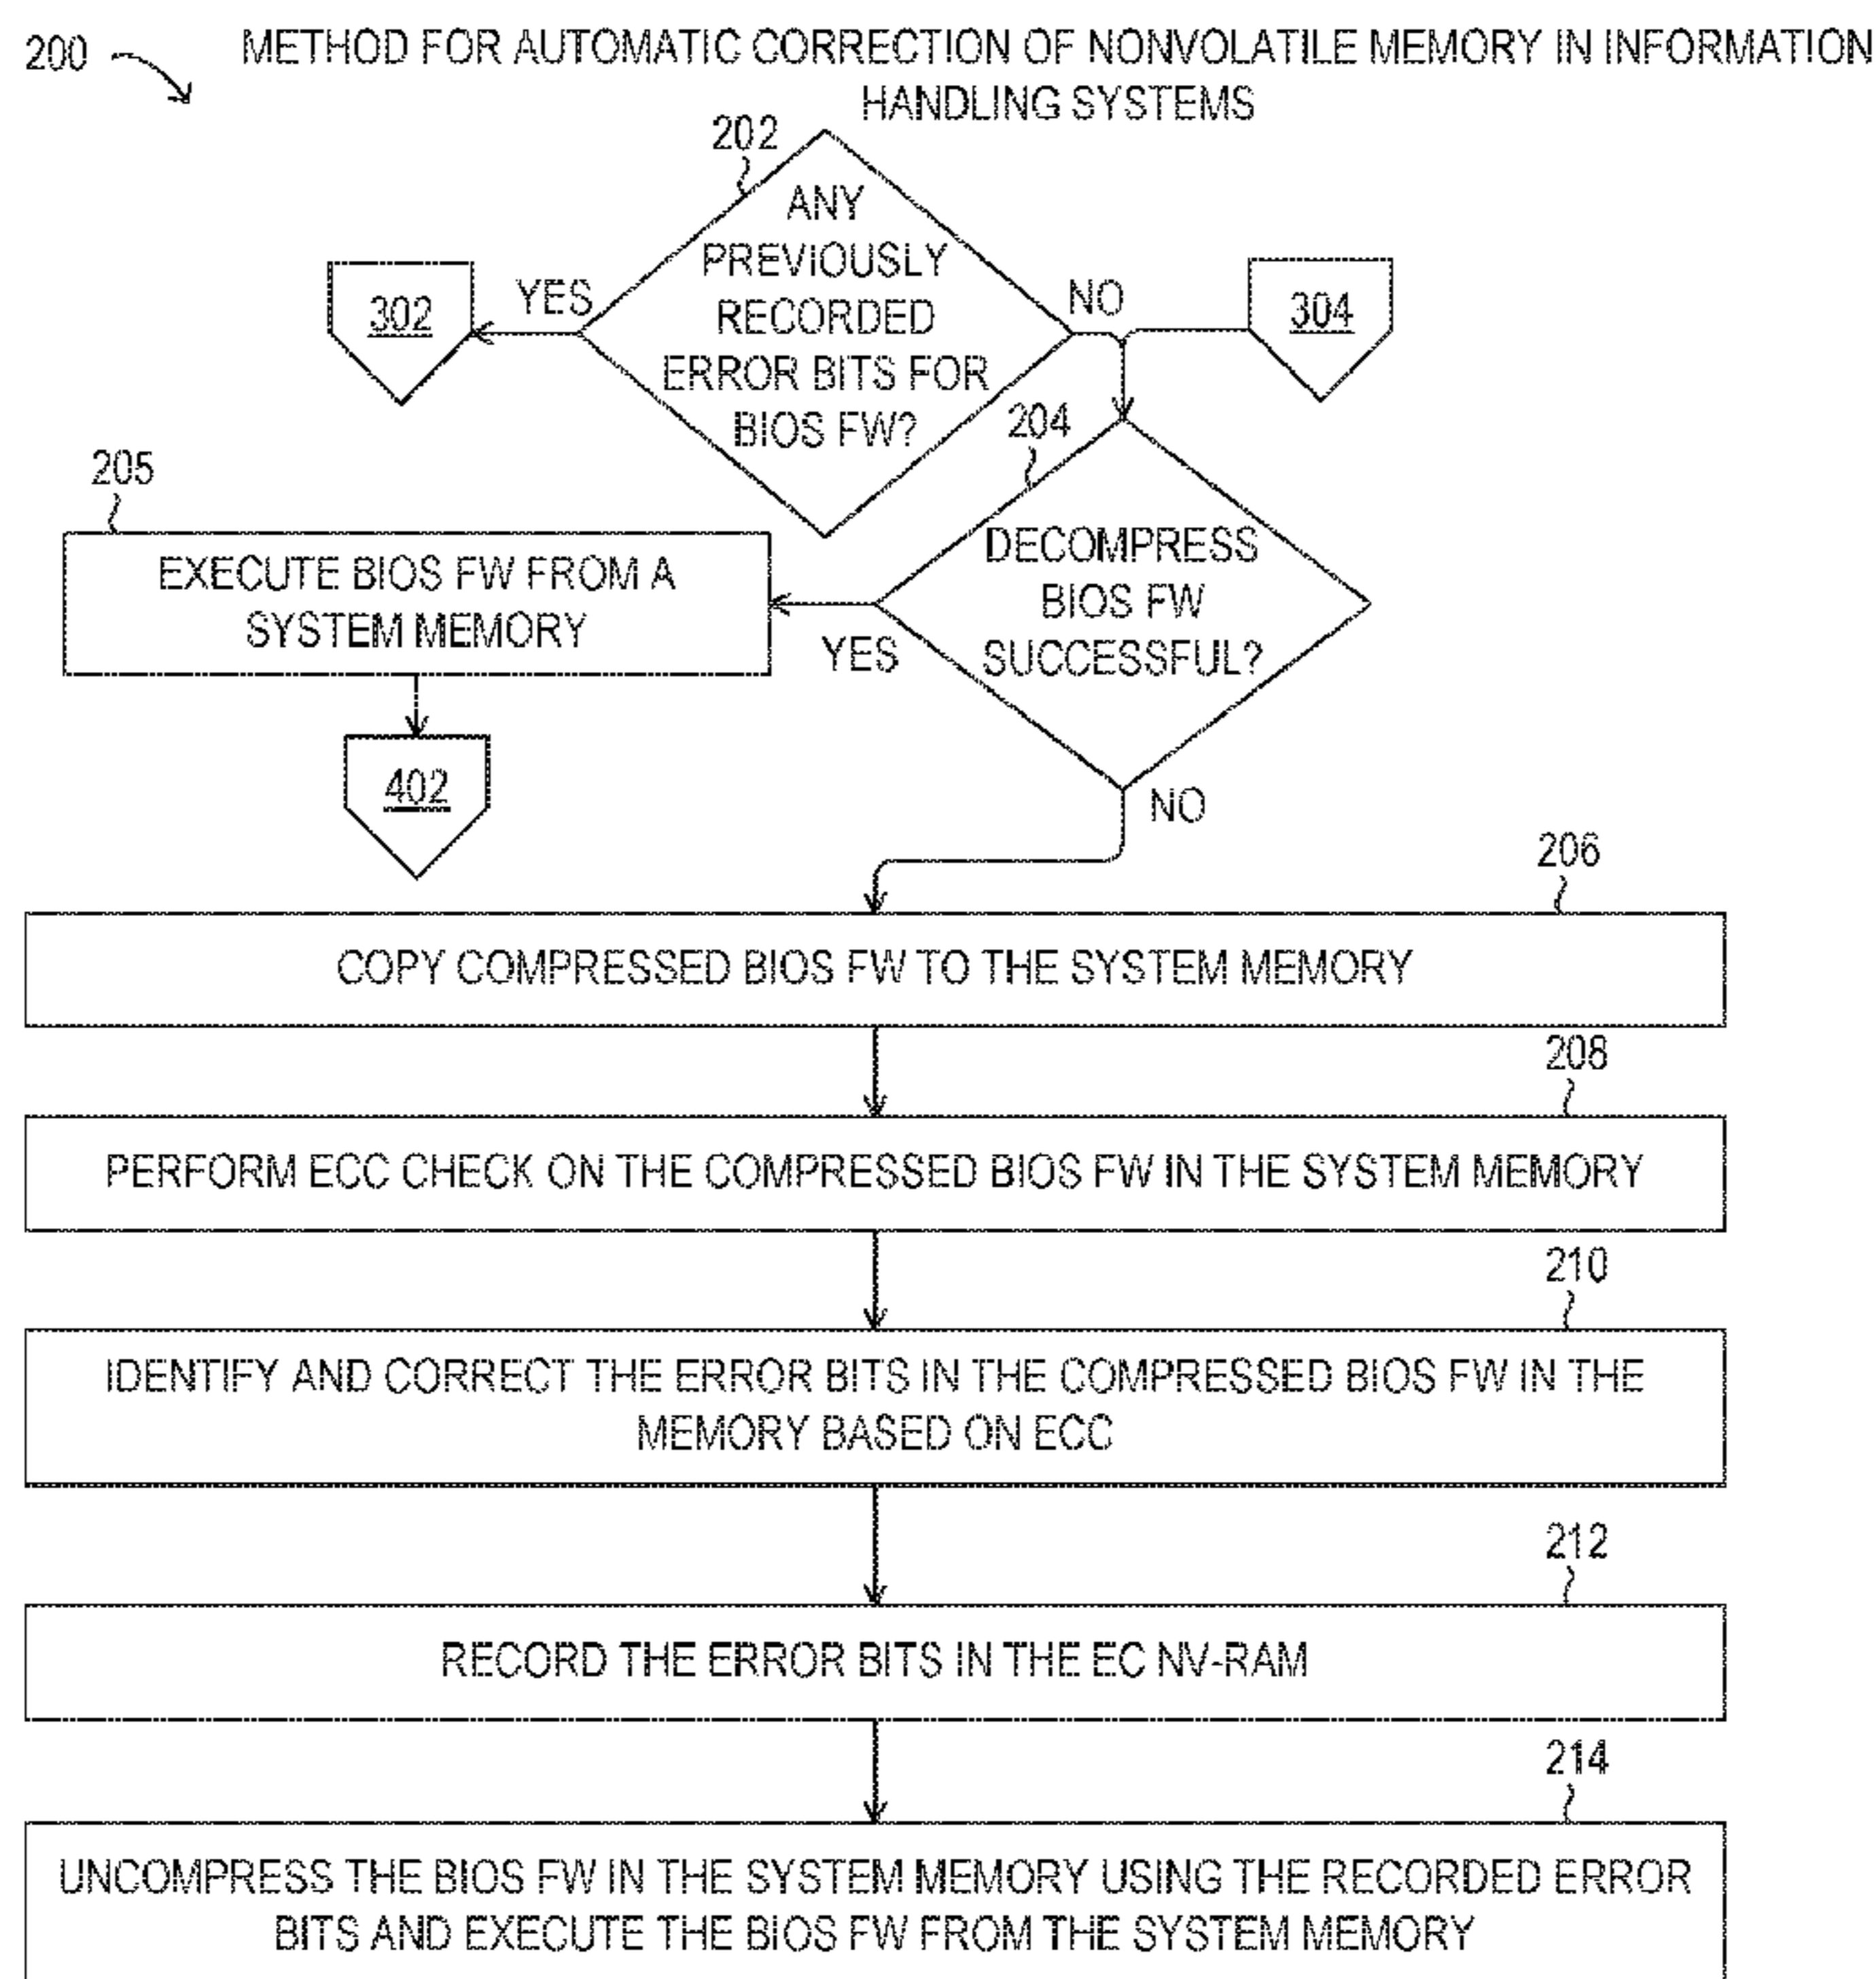 200
METHOD FOR AUTOMATIC CORRECTION OF NONVOLATILE MEMORY IN INFORMATION
HANDLING SYSTEMS
202
ANY
PREVIOUSLY
RECORDED
ERROR BITS FOR
BIOS FW?
YES
302
NO
304
204
DECOMPRESS
BIOS FW
SUCCESSFUL?
YES
205
EXECUTE BIOS FW FROM A
SYSTEM MEMORY
402
NO
206
COPY COMPRESSED BIOS FW TO THE SYSTEM MEMORY
208
PERFORM ECC CHECK ON THE COMPRESSED BIOS FW IN THE SYSTEM MEMORY
210
IDENTIFY AND CORRECT THE ERROR BITS IN THE COMPRESSED BIOS FW IN THE
MEMORY BASED ON ECC
212
RECORD THE ERROR BITS IN THE EC NV-RAM
214
UNCOMPRESS THE BIOS FW IN THE SYSTEM MEMORY USING THE RECORDED ERROR
BITS AND EXECUTE THE BIOS FW FROM THE SYSTEM MEMORY